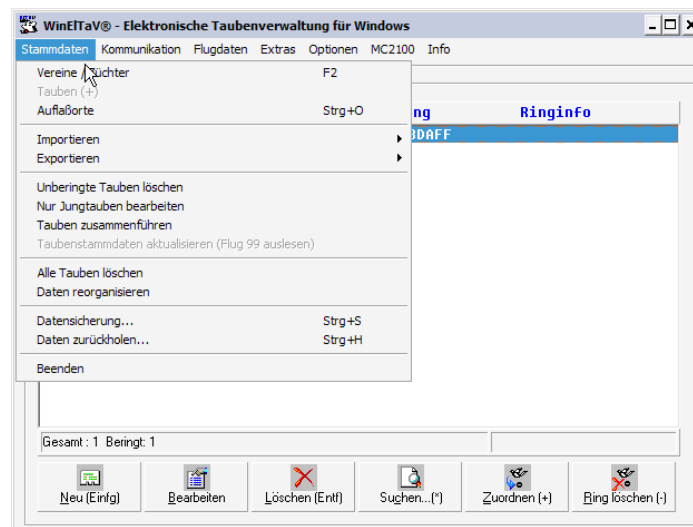 WinElTaV® - Elektronische Taubenverwaltung für Windows
Stammdaten Kommunikation Flugdaten Extras Optionen MC2100 Info
Vereine / Züchter F2
Tauben (+)
Auflaßorte Strg+O
ng Ringinfo
3DAFF
Importieren
Exportieren
Unberingte Tauben löschen
Nur Jungtauben bearbeiten
Tauben zusammenführen
Taubenstammdaten aktualisieren (Flug 99 auslesen)
Alle Tauben löschen
Daten reorganisieren
Datensicherung... Strg+S
Daten zurückholen... Strg+H
Beenden
Gesamt : 1 Beringt: 1
Neu (Einfg) Bearbeiten Löschen (Entf) Suchen...(*) Zuordnen (+) Ring löschen (-)